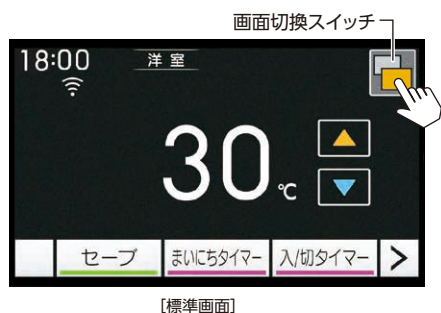 画面切換スイッチ
18:00
洋室
30℃
セーブ
まいにちタイマー
入/切タイマー
>
[標準画面]